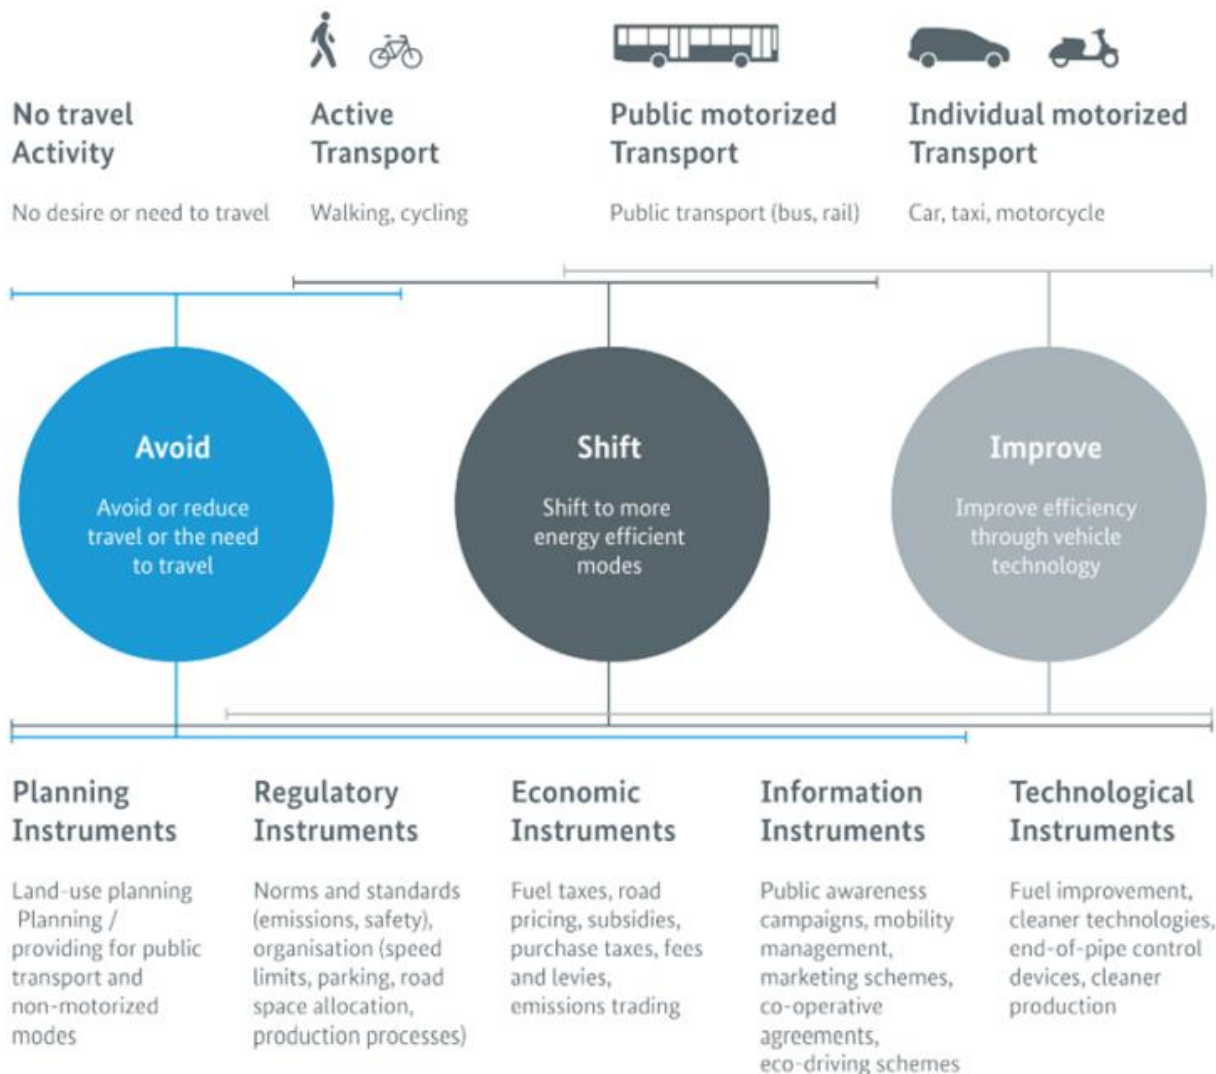 No travel
Activity
No desire or need to travel
Active
Transport
Walking, cycling
Public motorized
Transport
Public transport (bus, rail)
Individual motorized
Transport
Car, taxi, motorcycle
Avoid
Avoid or reduce
travel or the need
to travel
Shift
Shift to more
energy efficient
modes
Improve
Improve efficiency
through vehicle
technology
Planning
Instruments
Land-use planning
Planning /
providing for public
transport and
non-motorized
modes
Regulatory
Instruments
Norms and standards
(emissions, safety),
organisation (speed
limits, parking, road
space allocation,
production processes)
Economic
Instruments
Fuel taxes, road
pricing, subsidies,
purchase taxes, fees
and levies,
emissions trading
Information
Instruments
Public awareness
campaigns, mobility
management,
marketing schemes,
co-operative
agreements,
eco-driving schemes
Technological
Instruments
Fuel improvement,
cleaner technologies,
end-of-pipe control
devices, cleaner
production